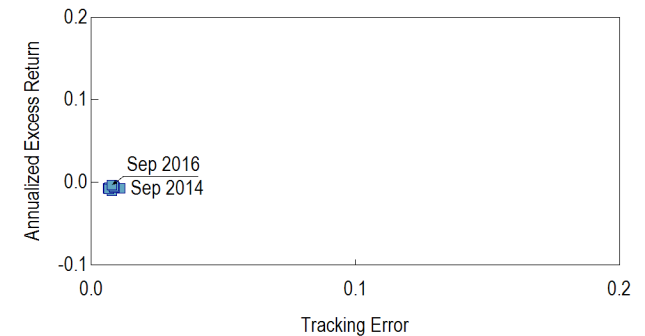 0.2
0.1
0.0
-0.1
Annualized Excess Return
Sep 2016
Sep 2014
0.0
0.1
0.2
Tracking Error